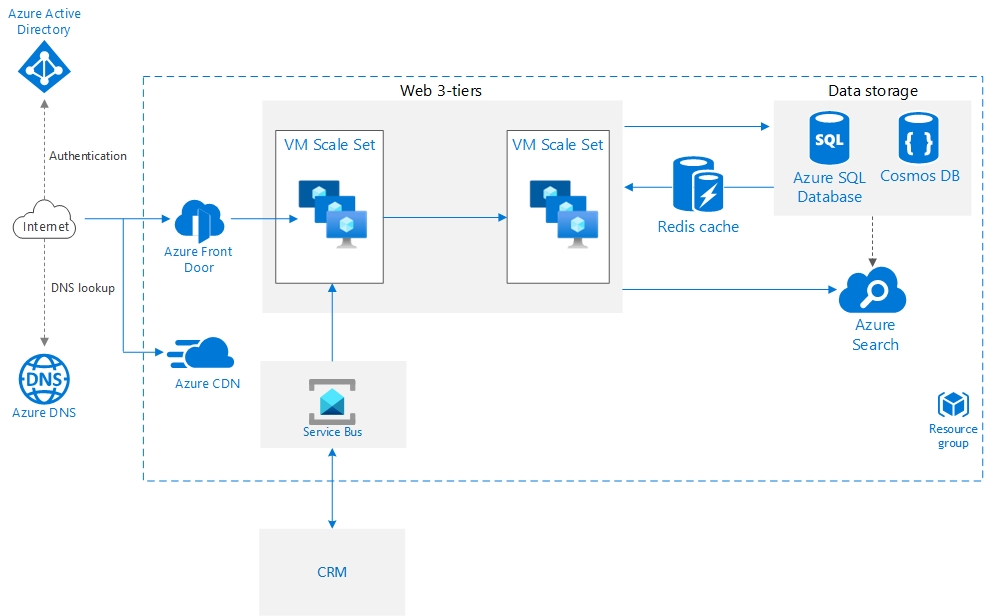 Azure Active
Directory
Web 3-tiers
Data storage
VM Scale Set
VM Scale Set
SQL
{ }
Authentication
Azure SQL
Database
Cosmos DB
Internet
Redis cache
Azure Front
Door
DNS lookup
Azure
Search
DNS
Azure DNS
Azure CDN
Service Bus
Resource
group
CRM